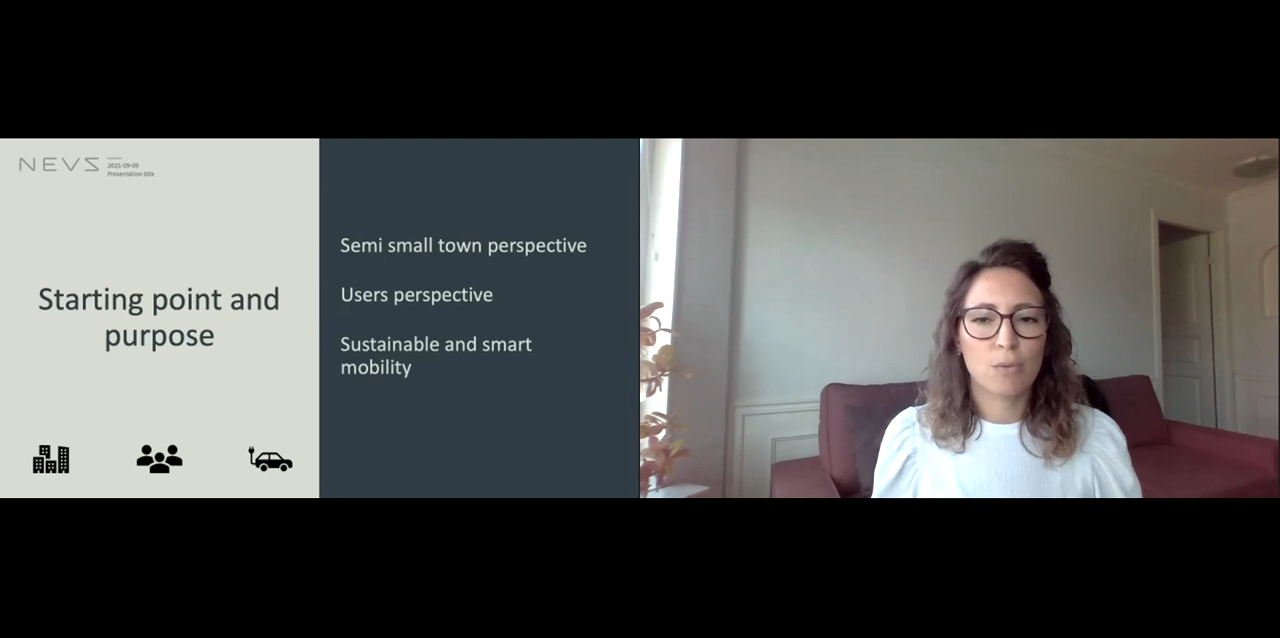 NEVS
2021-09-09
Presentation title
Starting point and
purpose
Semi small town perspective
Users perspective
Sustainable and smart
mobility